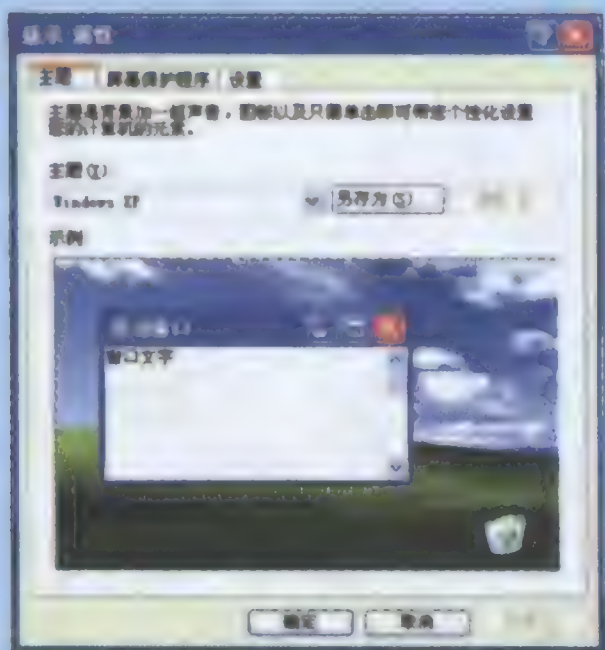 显示 属性
主题 屏幕保护程序 设置
主题是背景加一组声音，图标以及只需单击即可帮您个性化设置
您的计算机的元素。
主题(T)
Windows XP 另存为(S)
示例
窗口文字
确定 取消